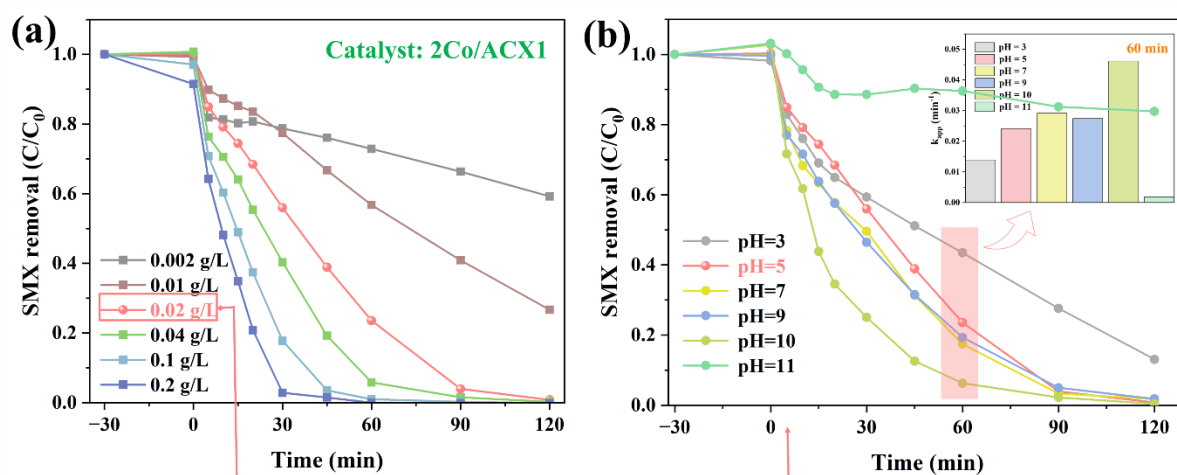 (a)
Catalyst: 2Co/ACX1
SMX removal (C/C0)
1.0
0.8
0.6
0.4
0.2
0.0
0.002 g/L
0.01 g/L
0.02 g/L
0.04 g/L
0.1 g/L
0.2 g/L
−30 0 30 60 90 120
Time (min)
(b)
SMX removal (C/C0)
1.0
0.8
0.6
0.4
0.2
0.0
pH=3
pH=5
pH=7
pH=9
pH=10
pH=11
−30 0 30 60 90 120
Time (min)
60 min
kapp (min-1)
0.05
0.04
0.03
0.02
0.01
0.00
pH = 3
pH = 5
pH = 7
pH = 9
pH = 10
pH = 11